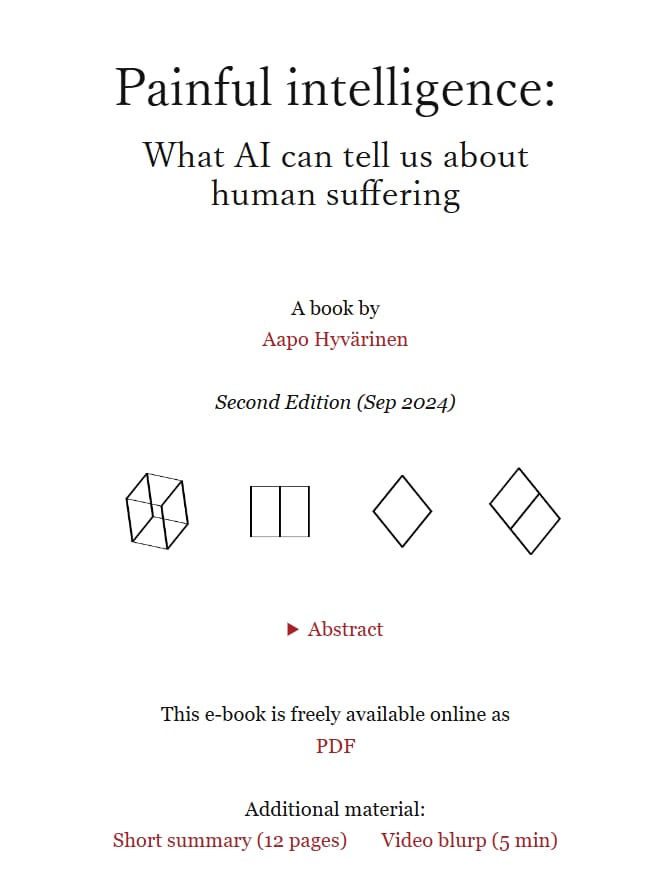 Painful intelligence:
What AI can tell us about
human suffering
A book by
Aapo Hyvärinen
Second Edition (Sep 2024)
▶ Abstract
This e-book is freely available online as
PDF
Additional material:
Short summary (12 pages) Video blurp (5 min)